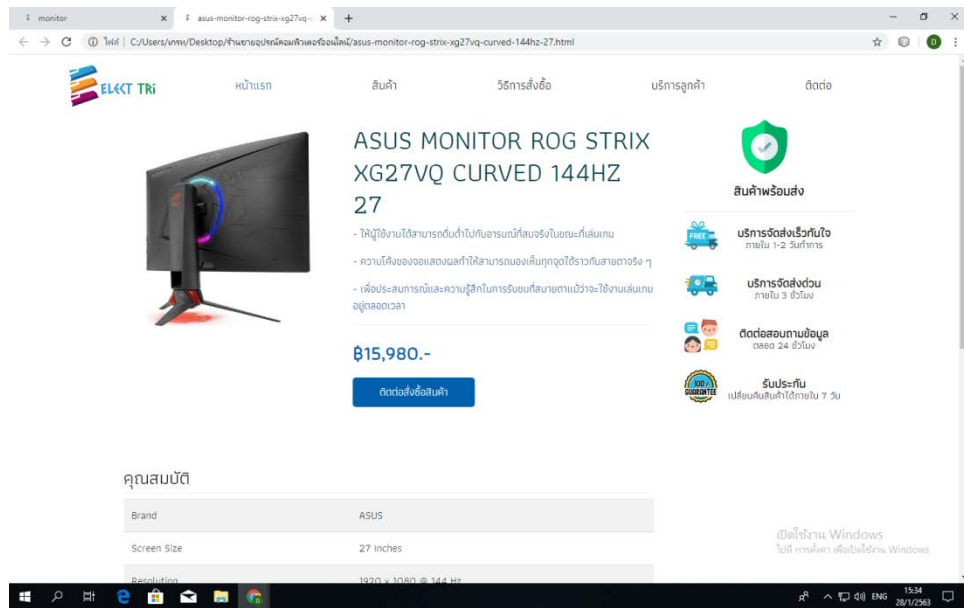 monitor
asus-monitor-rog-strix-xg27vq-c
ไฟล์ | C:/Users/เกรท/Desktop/ร้านขายอุปกรณ์คอมพิวเตอร์ออนไลน์/asus-monitor-rog-strix-xg27vq-curved-144hz-27.html
D
ELECT TRi
หน้าแรก
สินค้า
วิธีการสั่งซื้อ
บริการลูกค้า
ติดต่อ
ASUS MONITOR ROG STRIX
XG27VQ CURVED 144HZ
27
- ให้ผู้ใช้งานได้สามารถดื่มด่ำไปกับอารมณ์ที่สมจริงในขณะที่เล่นเกม
- ความโค้งของจอแสดงผลทำให้สามารถมองเห็นทุกจุดได้ราวกับสายตาจริง ๆ
- เพื่อประสบการณ์และความรู้สึกในการรับชมที่สบายตาแม้ว่าจะใช้งานเล่นเกม
อยู่ตลอดเวลา
฿15,980.-
ติดต่อสั่งซื้อสินค้า
สินค้าพร้อมส่ง
FREE
บริการจัดส่งเร็วทันใจ
ภายใน 1-2 วันทำการ
บริการจัดส่งด่วน
ภายใน 3 ชั่วโมง
ติดต่อสอบถามข้อมูล
ตลอด 24 ชั่วโมง
100%
GUARANTEE
รับประกัน
เปลี่ยนคืนสินค้าได้ภายใน 7 วัน
คุณสมบัติ
Brand
ASUS
Screen Size
27 Inches
Resolution
1920 x 1080 @ 144 Hz
เปิดใช้งาน Windows
ไปที่ การตั้งค่า เพื่อเปิดใช้งาน Windows
ENG
15:34
28/1/2563